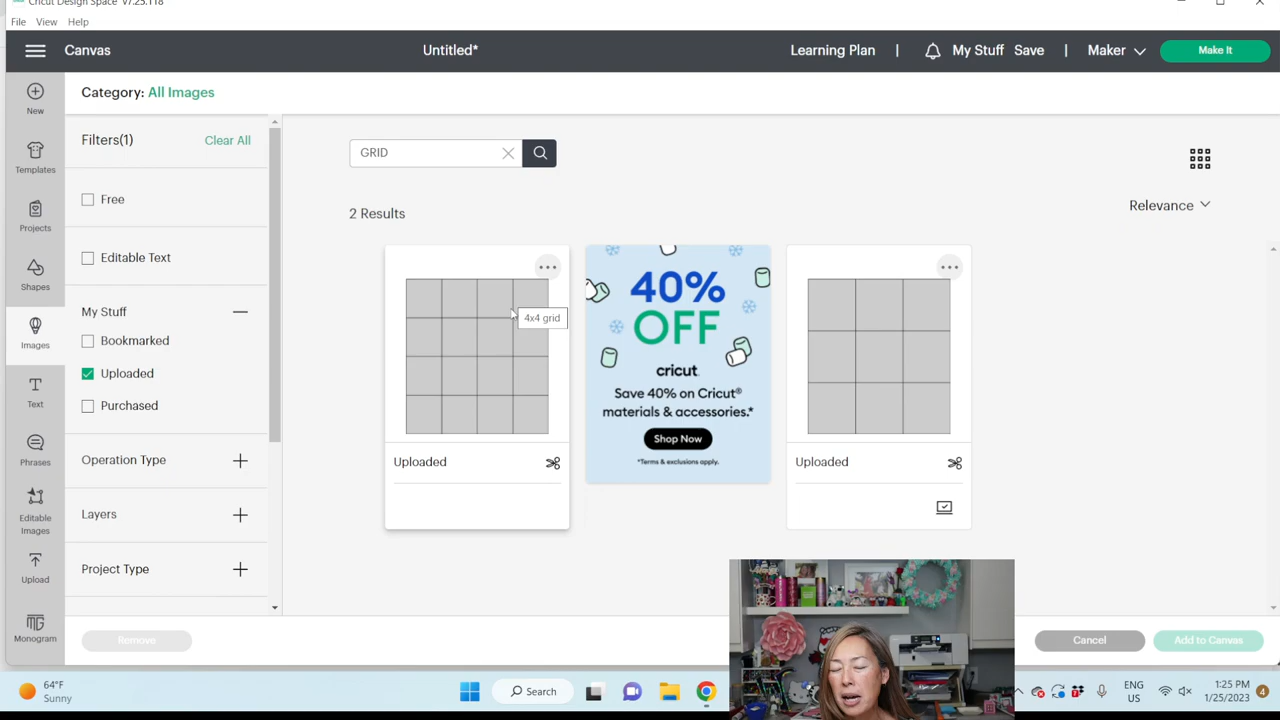 Cricut Design Space v7.25.118
File View Help
Canvas
Untitled*
Learning Plan | My Stuff Save | Maker Make It
New
Templates
Projects
Shapes
Images
Text
Phrases
Editable
Images
Upload
Monogram
Category: All Images
Filters(1) Clear All
Free
Editable Text
My Stuff
Bookmarked
Uploaded
Purchased
Operation Type
Layers
Project Type
Remove
GRID
2 Results
Relevance
4x4 grid
Uploaded
40%
OFF
cricut
Save 40% on Cricut®
materials & accessories.*
Shop Now
*Terms & exclusions apply.
Uploaded
Cancel
Add to Canvas
64°F
Sunny
Search
ENG
US
1:25 PM
1/25/2023
4